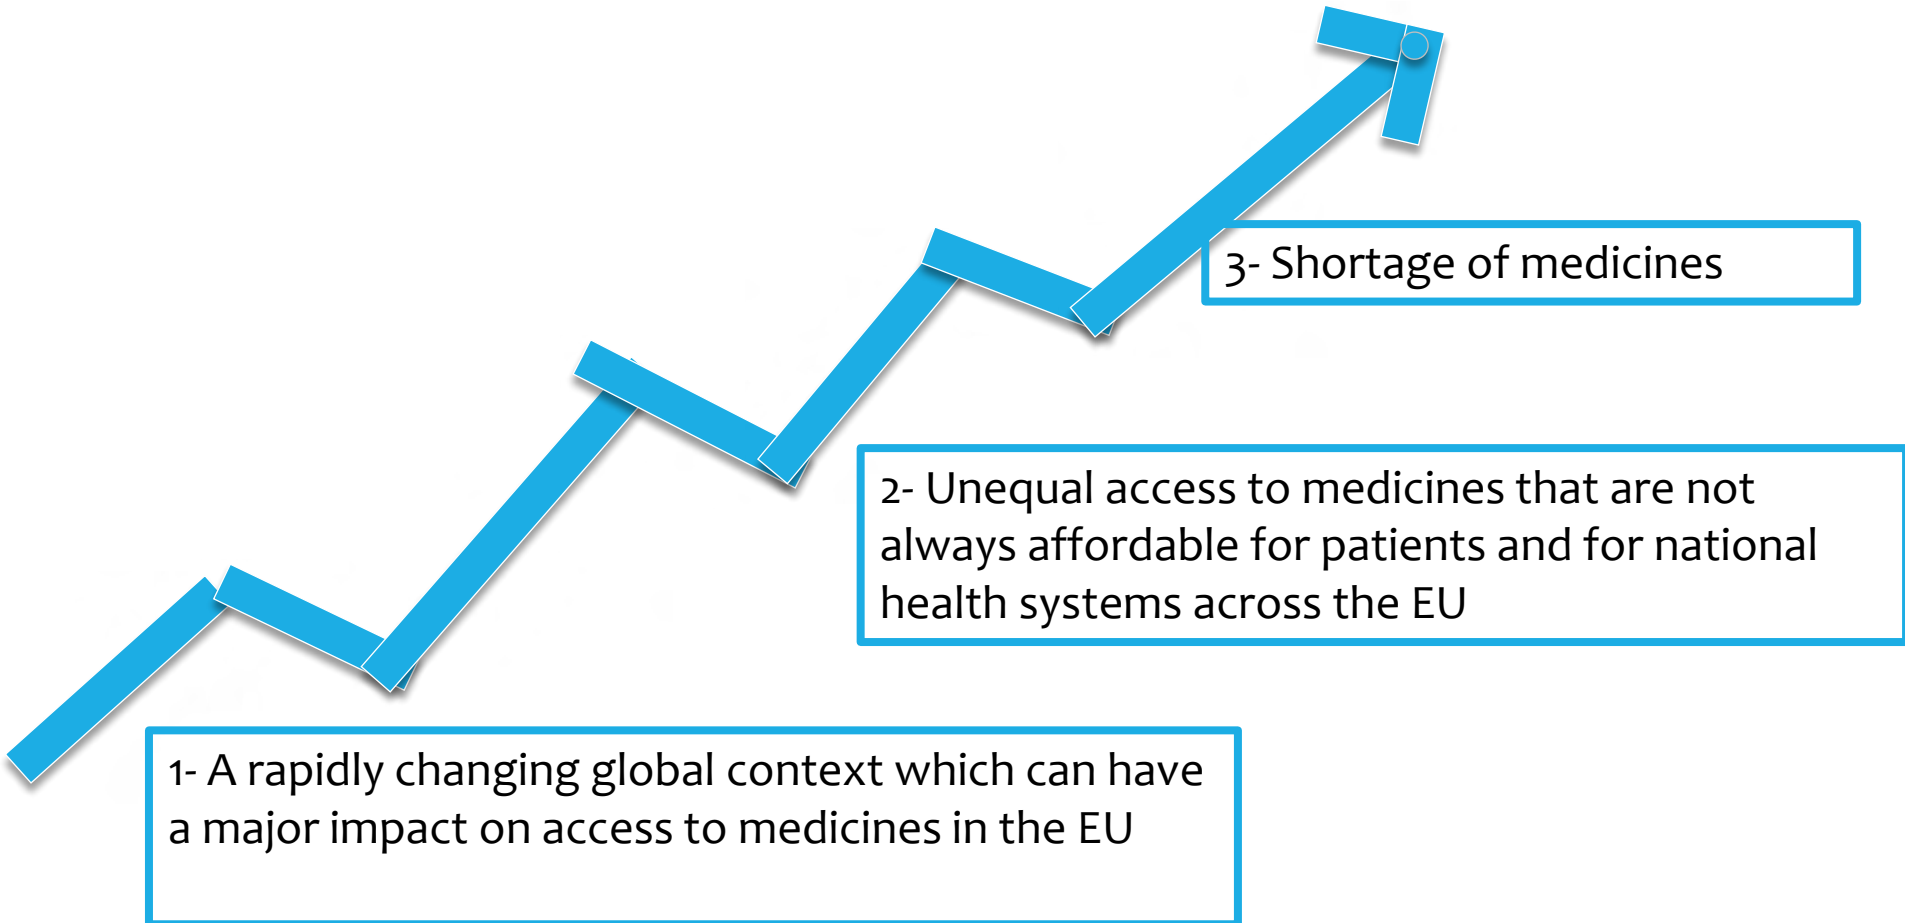 3- Shortage of medicines
2- Unequal access to medicines that are not
always affordable for patients and for national
health systems across the EU
1- A rapidly changing global context which can have
a major impact on access to medicines in the EU